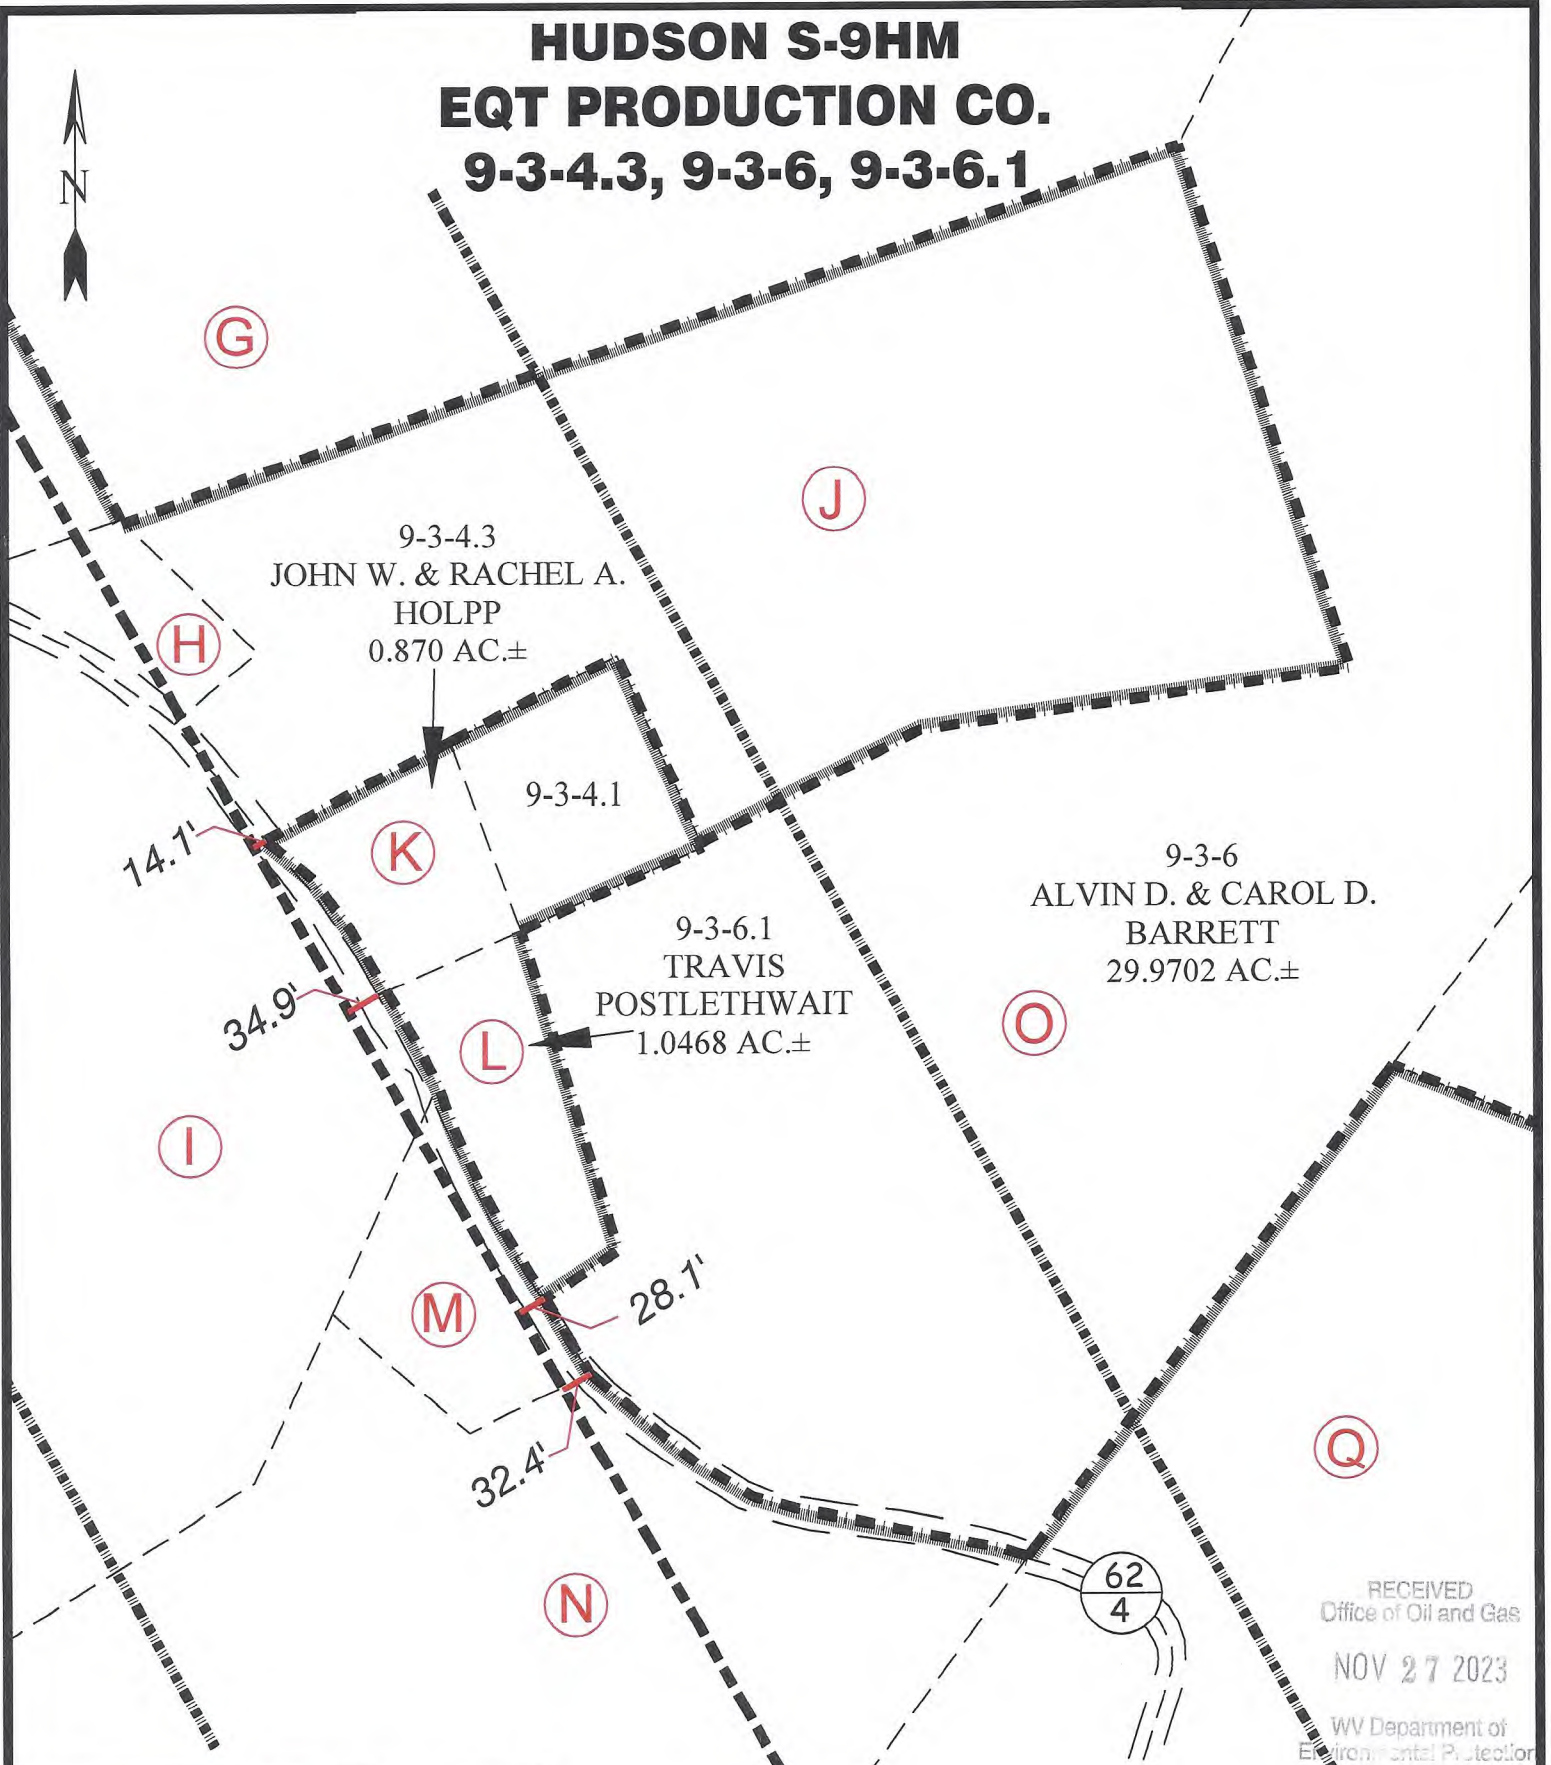 HUDSON S-9HM
EQT PRODUCTION CO.
9-3-4.3, 9-3-6, 9-3-6.1
N
G
J
9-3-4.3
JOHN W. & RACHEL A.
HOLPP
0.870 AC.±
H
9-3-4.1
14.1'
K
9-3-6
ALVIN D. & CAROL D.
BARRETT
29.9702 AC.±
9-3-6.1
TRAVIS
POSTLETHWAIT
1.0468 AC.±
34.9'
L
O
I
M
28.1'
32.4'
Q
N
62
4
RECEIVED
Office of Oil and Gas
NOV 27 2023
WV Department of
Environmental Protection